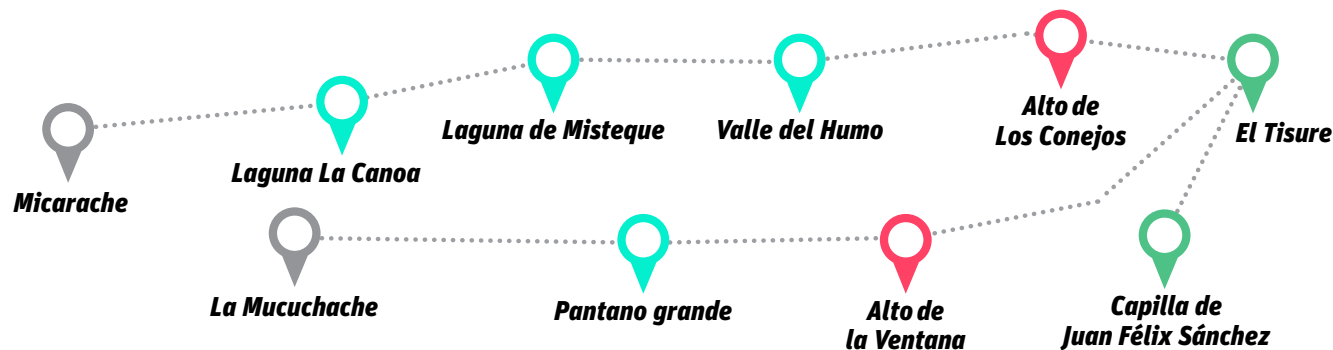 Micarache
Laguna La Canoa
Laguna de Misteque
Valle del Humo
Alto de
Los Conejos
El Tisure
La Mucuchache
Pantano grande
Alto de
la Ventana
Capilla de
Juan Félix Sánchez